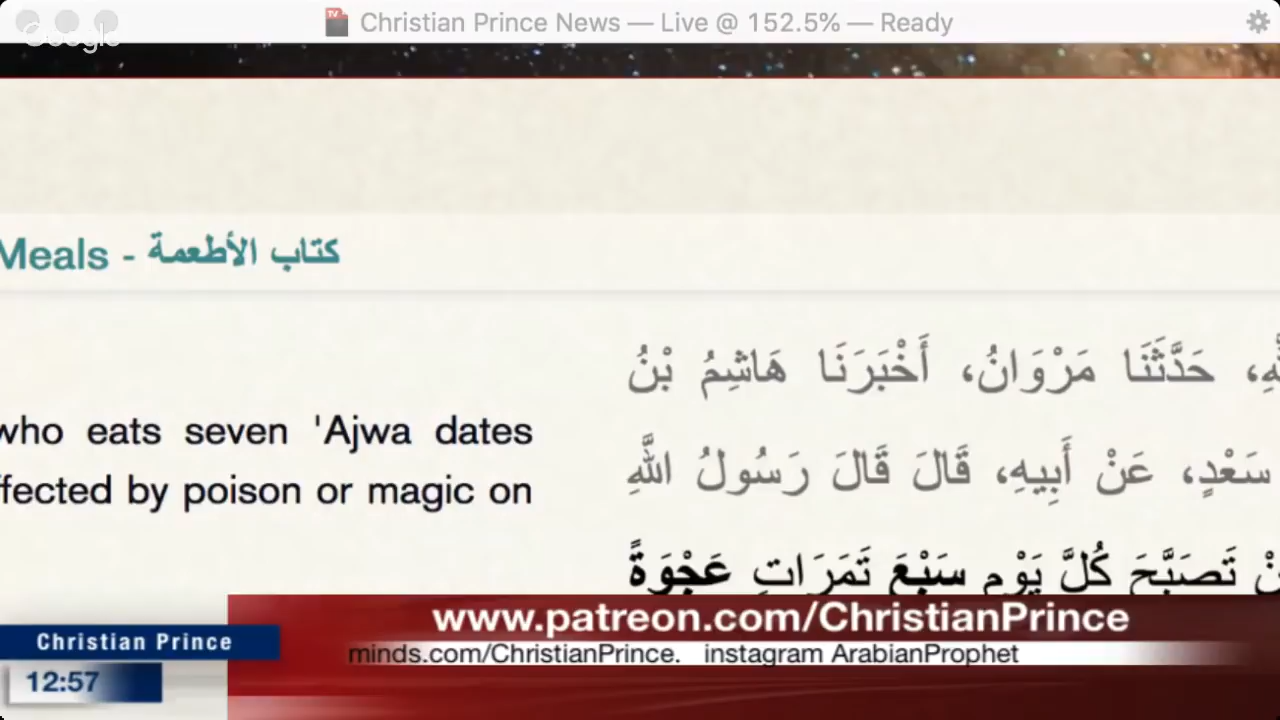 Christian Prince News — Live @ 152.5% — Ready
Google
Meals - كتاب الأطعمة
who eats seven 'Ajwa dates
ffected by poison or magic on
حَدَّثَنَا مَرْوَانُ، أَخْبَرَنَا هَاشِمُ بْنُ
سَعْدٍ، عَنْ أَبِيهِ، قَالَ قَالَ رَسُولُ اللَّهِ
تَصَبَّحَ كُلَّ يَوْمٍ سَبْعَ تَمَرَاتٍ عَجْوَةً
www.patreon.com/ChristianPrince
minds.com/ChristianPrince. instagram ArabianProphet
Christian Prince
12:57